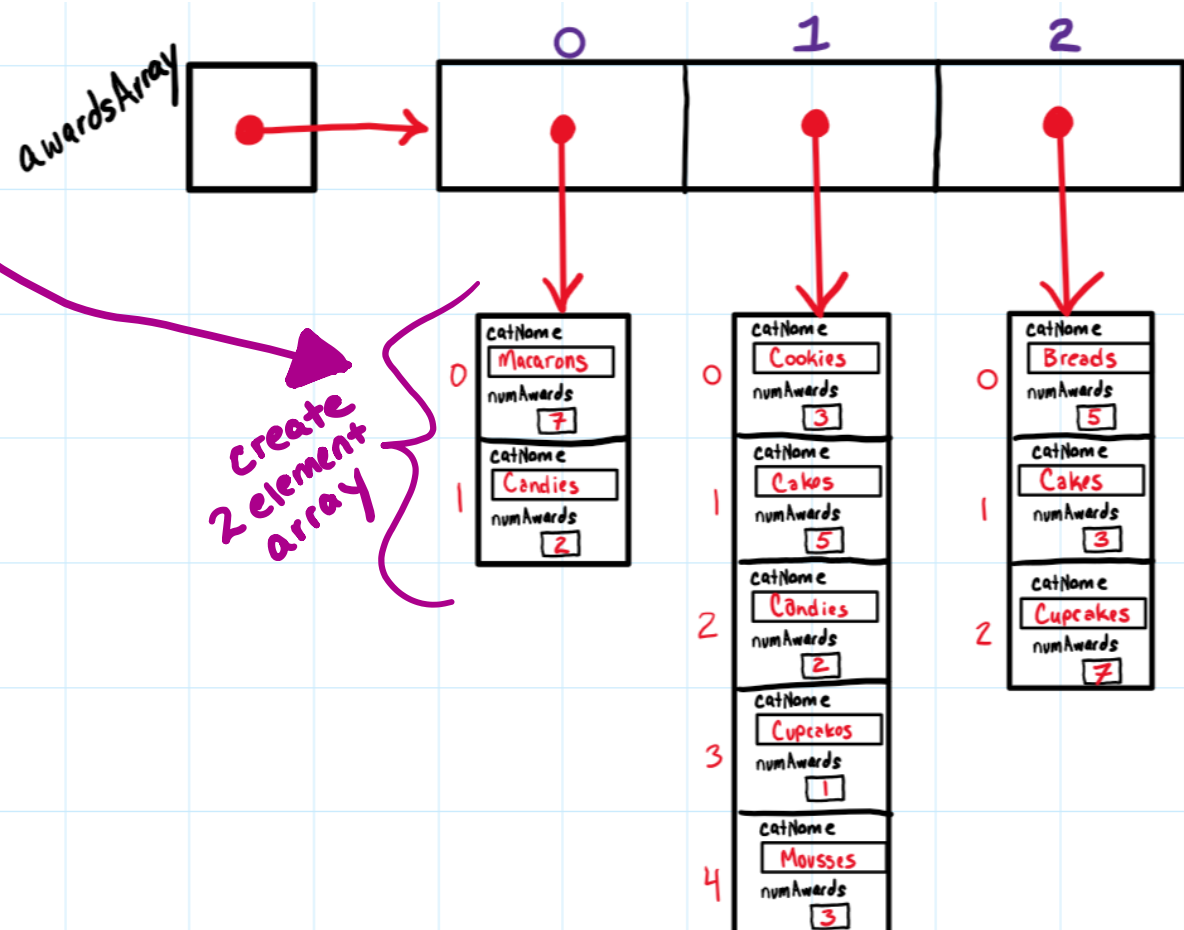 awardsArray
0 1 2
create
2 element
array
0
catName
Macarons
numAwards
7
1
catName
Candies
numAwards
2
0
catName
Cookies
numAwards
3
1
catName
Cakes
numAwards
5
2
catName
Candies
numAwards
2
3
catName
Cupcakes
numAwards
1
4
catName
Mousses
numAwards
3
0
catName
Breads
numAwards
5
1
catName
Cakes
numAwards
3
2
catName
Cupcakes
numAwards
7